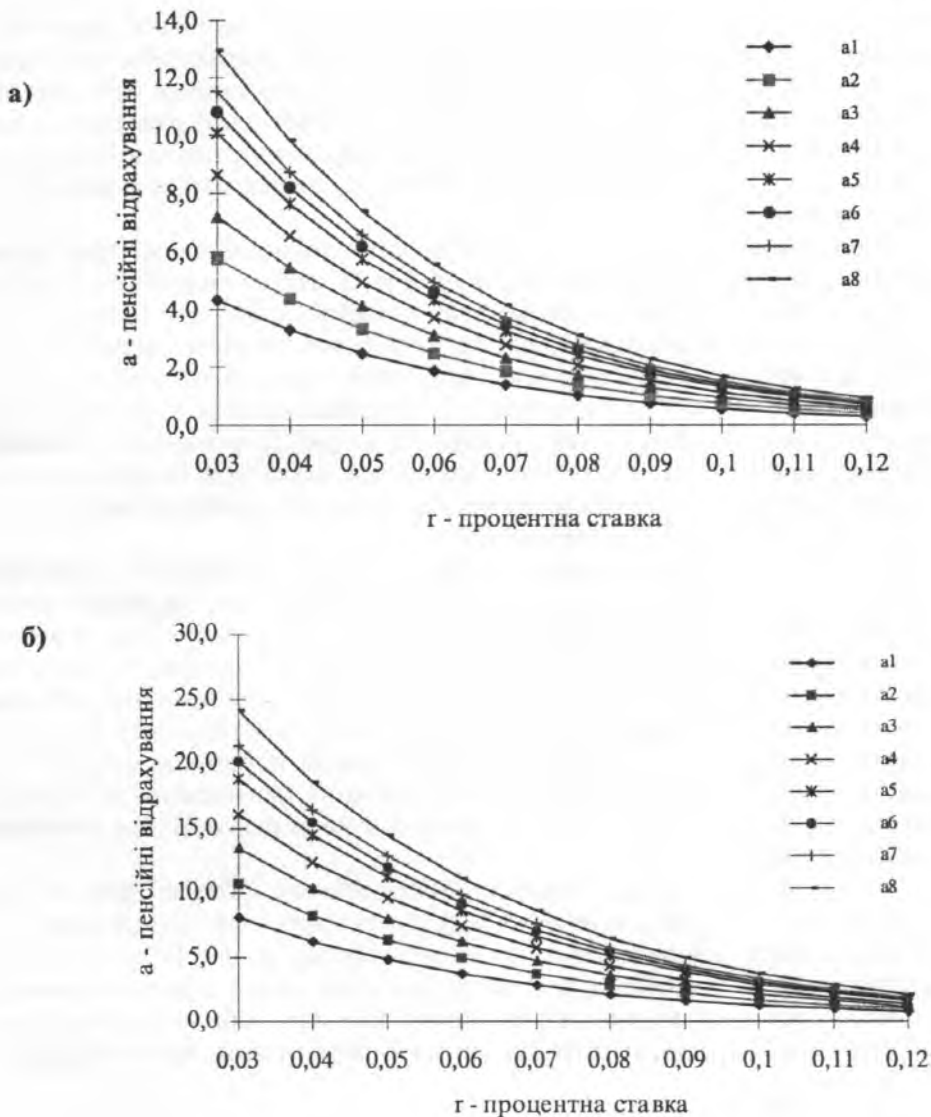 а)
а - пенсійні відрахування
14,0
12,0
10,0
8,0
6,0
4,0
2,0
0,0
0,03 0,04 0,05 0,06 0,07 0,08 0,09 0,1 0,11 0,12
r - процентна ставка
a1
a2
a3
a4
a5
a6
a7
a8
б)
а - пенсійні відрахування
30,0
25,0
20,0
15,0
10,0
5,0
0,0
0,03 0,04 0,05 0,06 0,07 0,08 0,09 0,1 0,11 0,12
r - процентна ставка
a1
a2
a3
a4
a5
a6
a7
a8